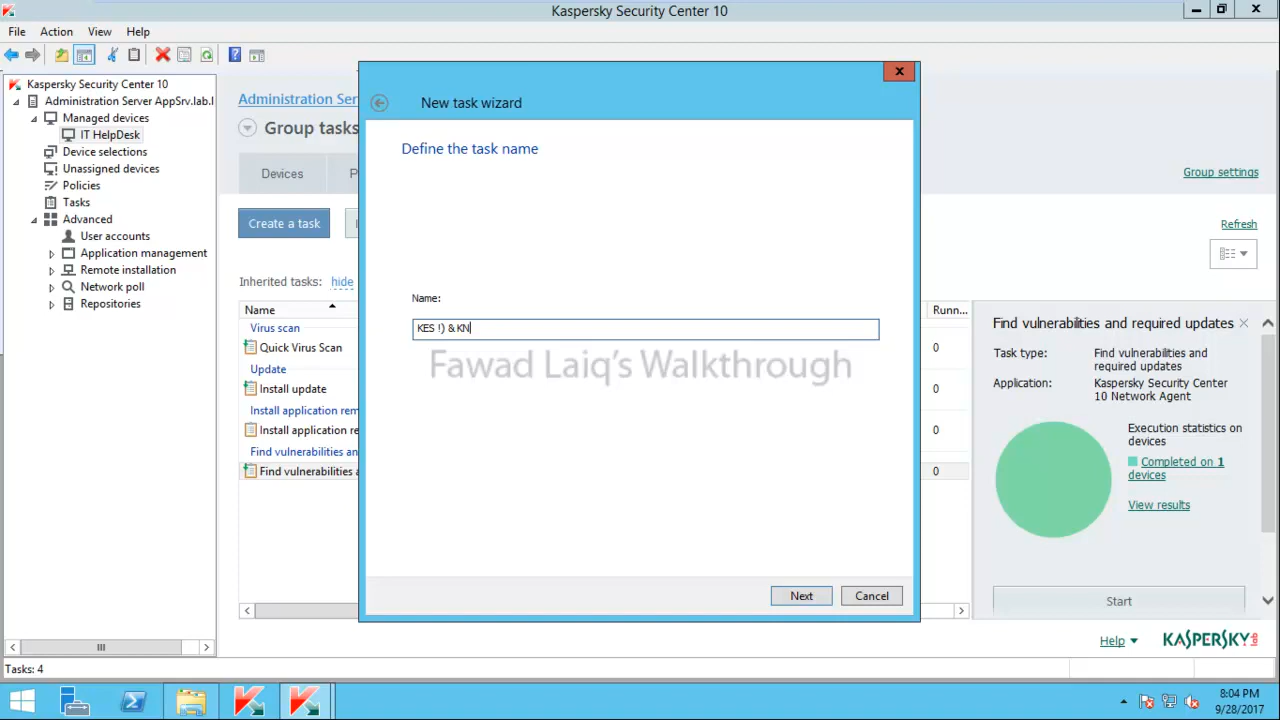 Kaspersky Security Center 10
File Action View Help
Kaspersky Security Center 10
Administration Server AppSrv.lab.l
Managed devices
IT HelpDesk
Device selections
Unassigned devices
Policies
Tasks
Advanced
User accounts
Application management
Remote installation
Network poll
Repositories
Administration Ser
Group tasks
Devices
P
Group settings
Create a task
Refresh
Inherited tasks: hide
Name
Runn...
Virus scan
Quick Virus Scan
0
Update
Install update
0
Install application rem
Install application re
0
Find vulnerabilities an
Find vulnerabilities a
0
New task wizard
Define the task name
Name:
KES !) & KN
Fawad Laiq's Walkthrough
Next
Cancel
Find vulnerabilities and required updates
Task type: Find vulnerabilities and
required updates
Application: Kaspersky Security Center
10 Network Agent
Execution statistics on
devices
Completed on 1
devices
View results
Start
Help
KASPERSKY lab
Tasks: 4
8:04 PM
9/28/2017